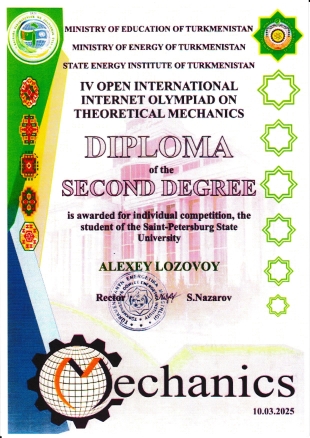 MINISTRY OF EDUCATION OF TURKMENISTAN
MINISTRY OF ENERGY OF TURKMENISTAN
STATE ENERGY INSTITUTE OF TURKMENISTAN
IV OPEN INTERNATIONAL
INTERNET OLYMPIAD ON
THEORETICAL MECHANICS
DIPLOMA
of the
SECOND DEGREE
is awarded for individual competition, the
student of the Saint-Petersburg State
University
ALEXEY LOZOVOY
Rector S.Nazarov
Mechanics
10.03.2025